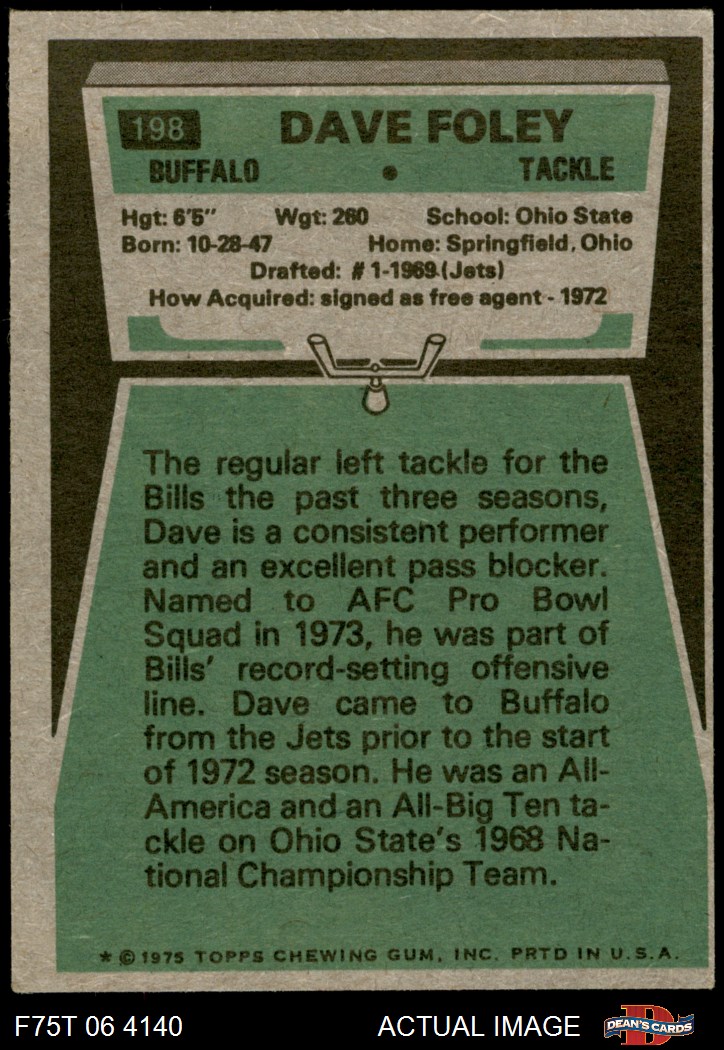 198 DAVE FOLEY
BUFFALO • TACKLE
Hgt: 6'5" Wgt: 260 School: Ohio State
Born: 10-28-47 Home: Springfield, Ohio
Drafted: #1-1969 (Jets)
How Acquired: signed as free agent - 1972
The regular left tackle for the
Bills the past three seasons,
Dave is a consistent performer
and an excellent pass blocker.
Named to AFC Pro Bowl
Squad in 1973, he was part of
Bills' record-setting offensive
line. Dave came to Buffalo
from the Jets prior to the start
of 1972 season. He was an All-
America and an All-Big Ten ta-
ckle on Ohio State's 1968 Na-
tional Championship Team.
* © 1975 TOPPS CHEWING GUM, INC. PRTD IN U.S.A.
F75T 06 4140 ACTUAL IMAGE D DEAN'S CARDS